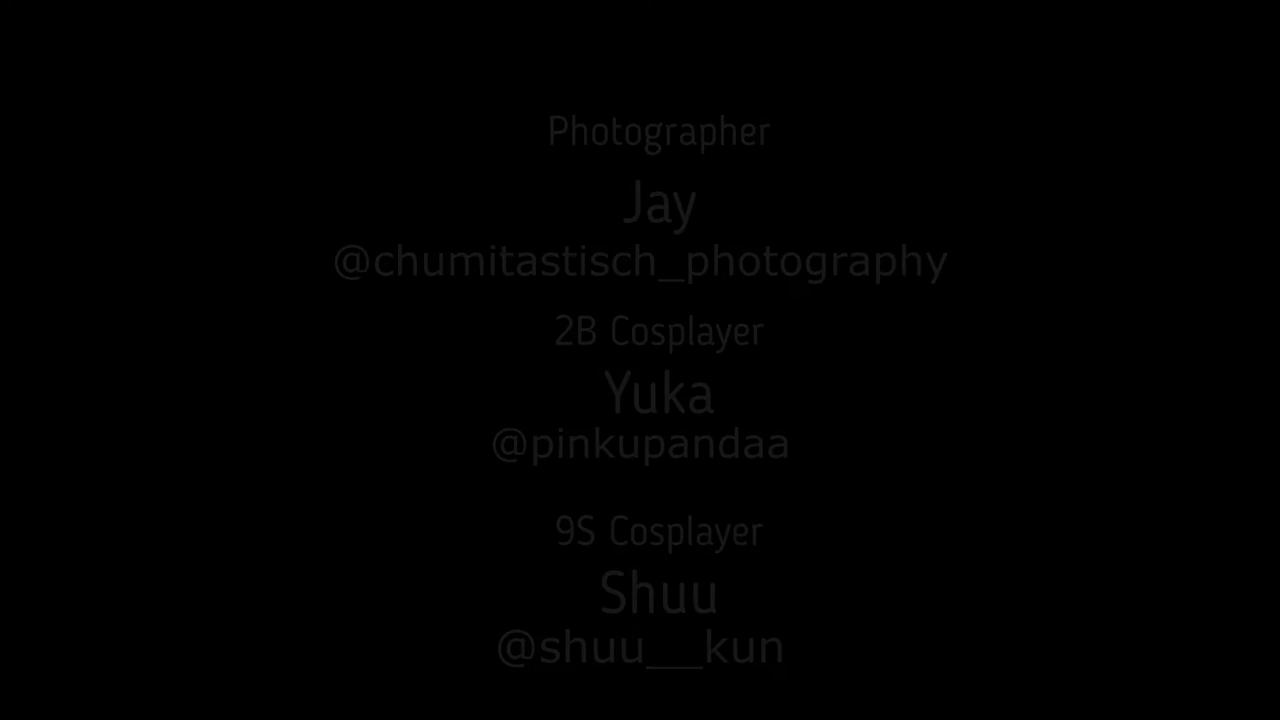 Photographer
Jay
@chumitastisch_photography
2B Cosplayer
Yuka
@pinkupandaa
9S Cosplayer
Shuu
@shuu__kun